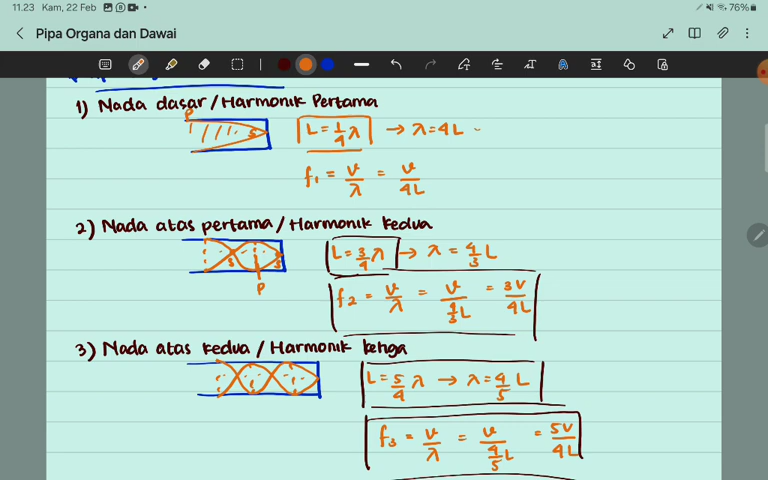 11.23 Kam, 22 Feb 76%
Pipa Organa dan Dawai
1) Nada dasar / Harmonik Pertama
P
S
L = 1/4 λ → λ = 4L
f₁ = v/λ = v/4L
2) Nada atas pertama / Harmonik kedua
S S
P
L = 3/4 λ → λ = 4/3 L
f₂ = v/λ = v/(4/3 L) = 3v/4L
3) Nada atas kedua / Harmonik ketiga
L = 5/4 λ → λ = 4/5 L
f₃ = v/λ = v/(4/5 L) = 5v/4L